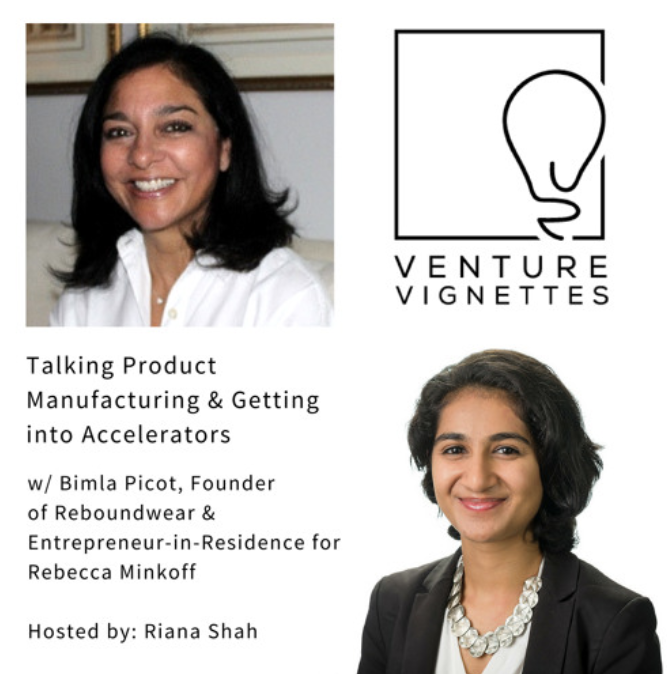 VENTURE
VIGNETTES
Talking Product
Manufacturing & Getting
into Accelerators
w/ Bimla Picot, Founder
of Reboundwear &
Entrepreneur-in-Residence for
Rebecca Minkoff
Hosted by: Riana Shah